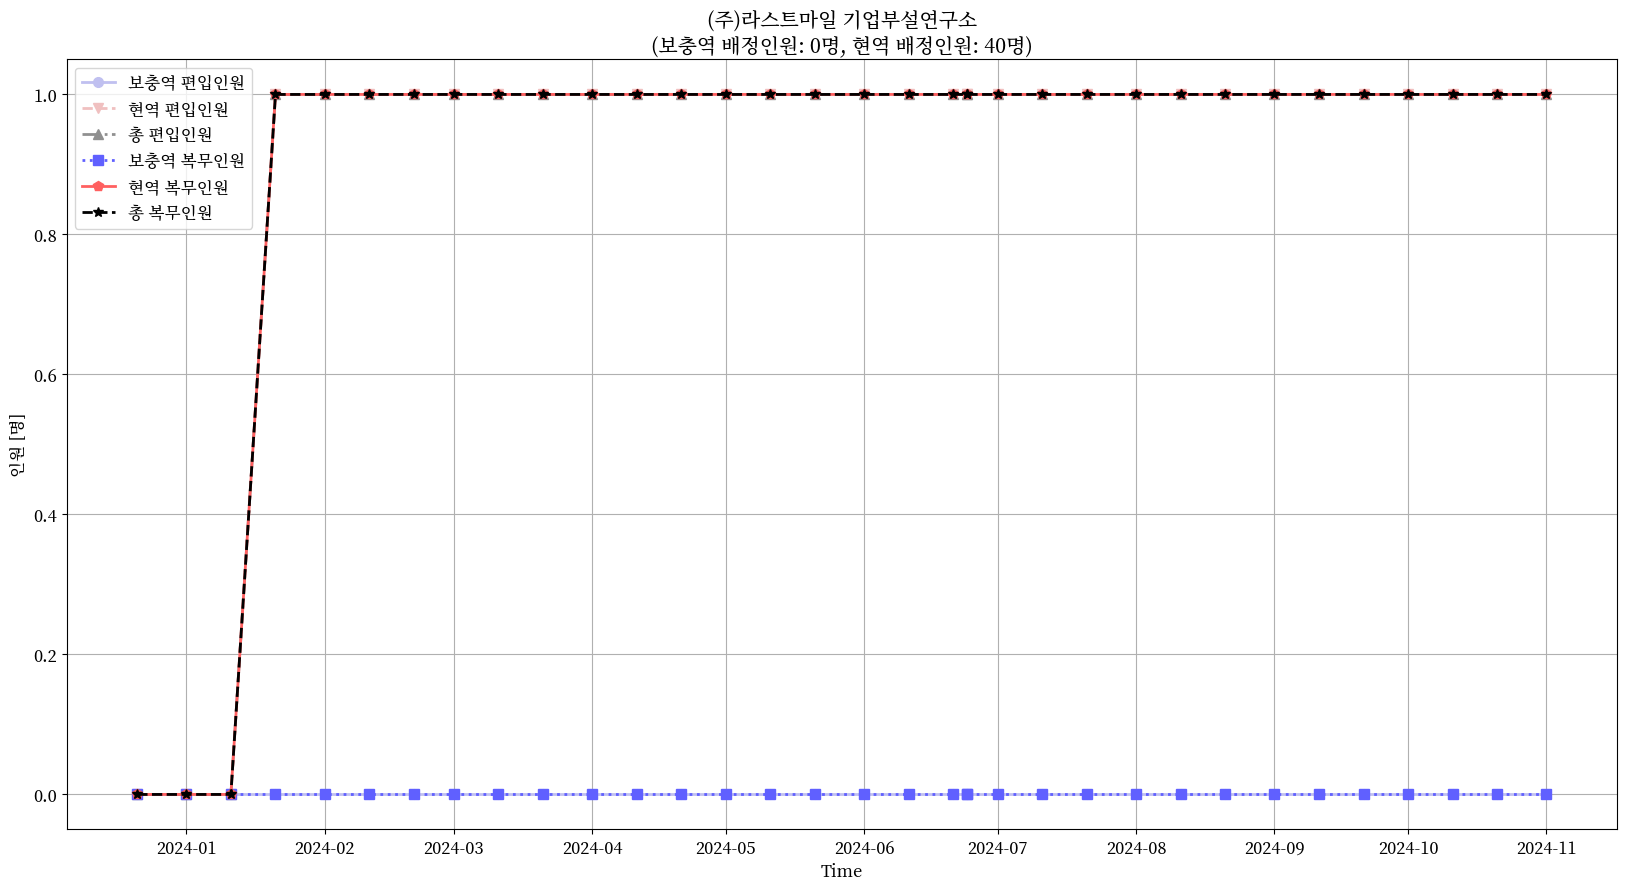 (주)라스트마일 기업부설연구소
(보충역 배정인원: 0명, 현역 배정인원: 40명)
보충역 편입인원
현역 편입인원
총 편입인원
보충역 복무인원
현역 복무인원
총 복무인원
인원 [명]
1.0
0.8
0.6
0.4
0.2
0.0
2024-01 2024-02 2024-03 2024-04 2024-05 2024-06 2024-07 2024-08 2024-09 2024-10 2024-11
Time